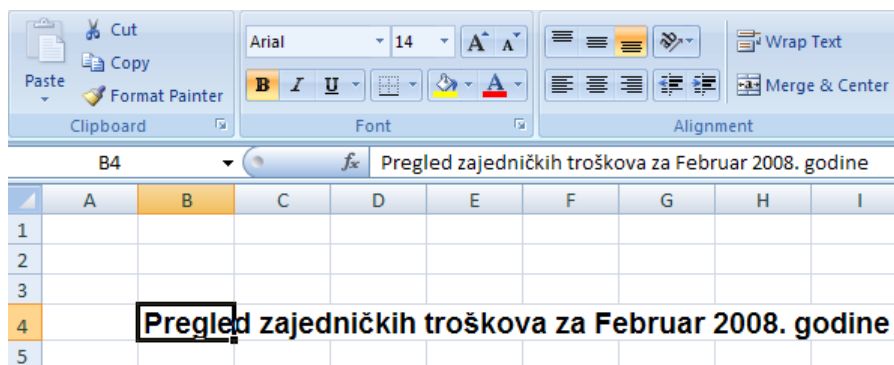 Cut
Copy
Format Painter
Paste
Clipboard
Arial 14 A A
B I U A
Font
Wrap Text
Merge & Center
Alignment
B4 fx Pregled zajedničkih troškova za Februar 2008. godine
A B C D E F G H I
1
2
3
4 Pregled zajedničkih troškova za Februar 2008. godine
5